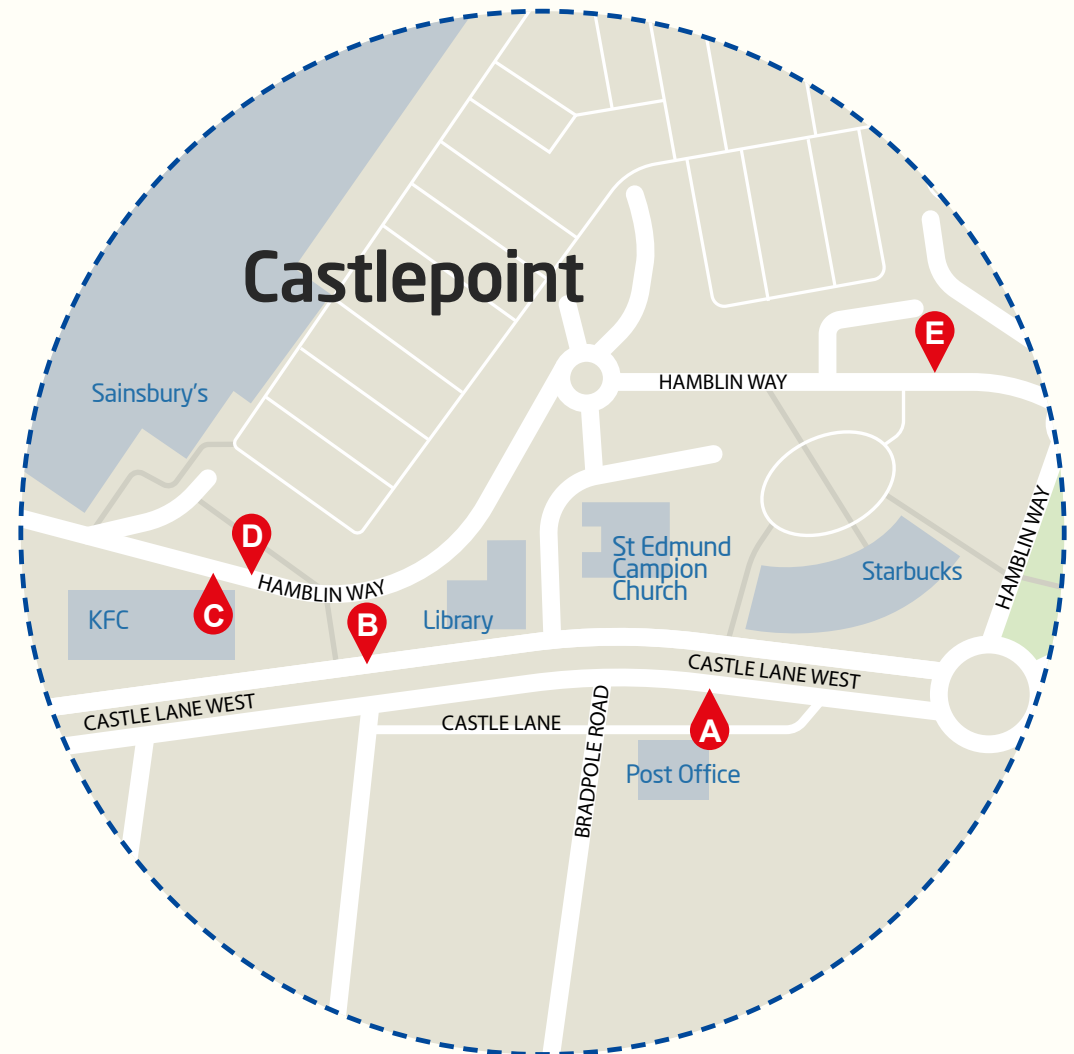 Castlepoint
E
HAMBLIN WAY
Sainsbury's
D
HAMBLIN WAY
C
KFC
B
Library
St Edmund
Campion
Church
Starbucks
HAMBLIN WAY
CASTLE LANE WEST
CASTLE LANE WEST
CASTLE LANE
A
BRADPOLE ROAD
Post Office